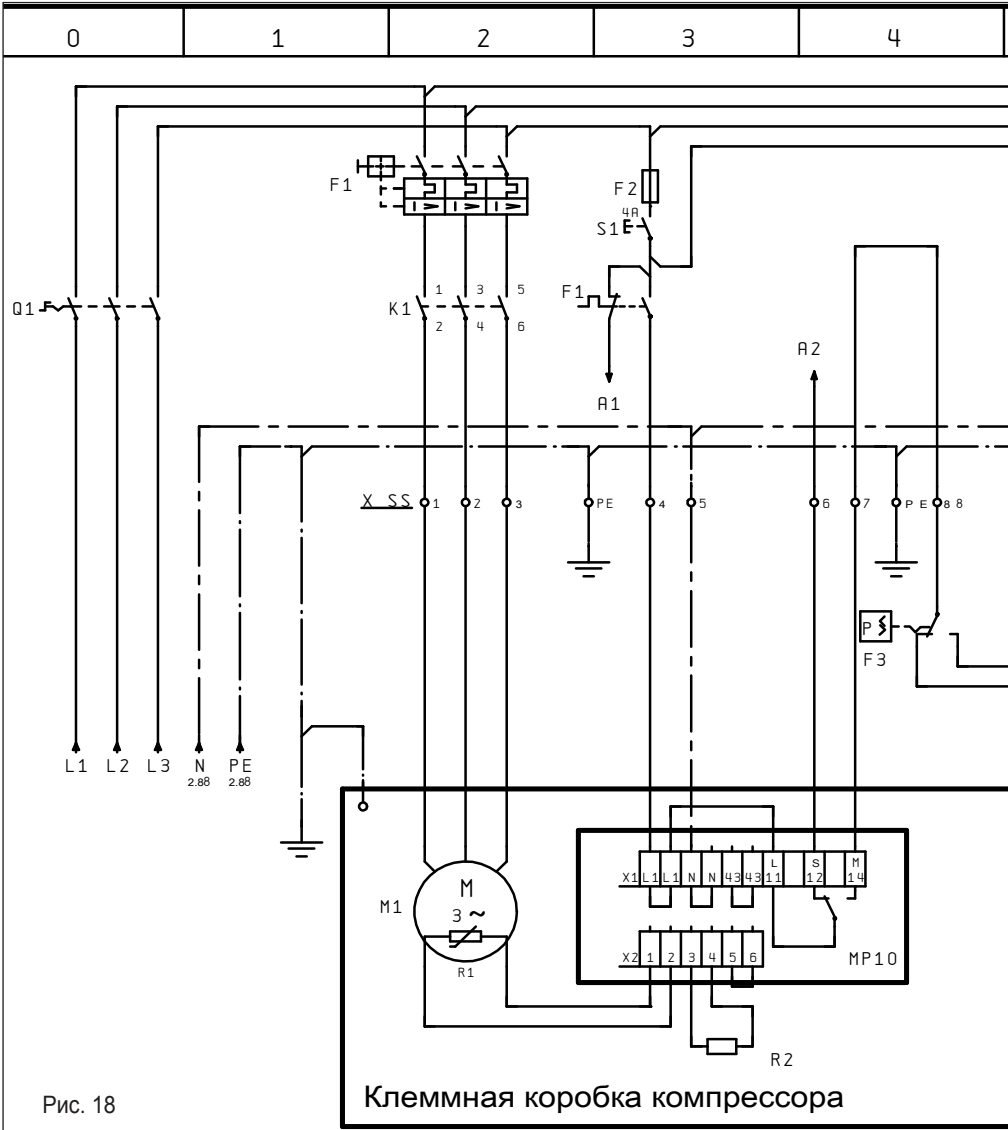 0 1 2 3 4
F1
F2
4A
S1
Q1
K1
1 3 5
2 4 6
F1
A2
A1
X SS 1 2 3 PE 4 5 6 7 PE 8 8
P
F3
L1 L2 L3 N PE
2.88 2.88
M
3 ~
M1
R1
L S M
X1 L1 L1 N N 43 43 11 12 14
X2 1 2 3 4 5 6
MP10
R2
Рис. 18
Клеммная коробка компрессора